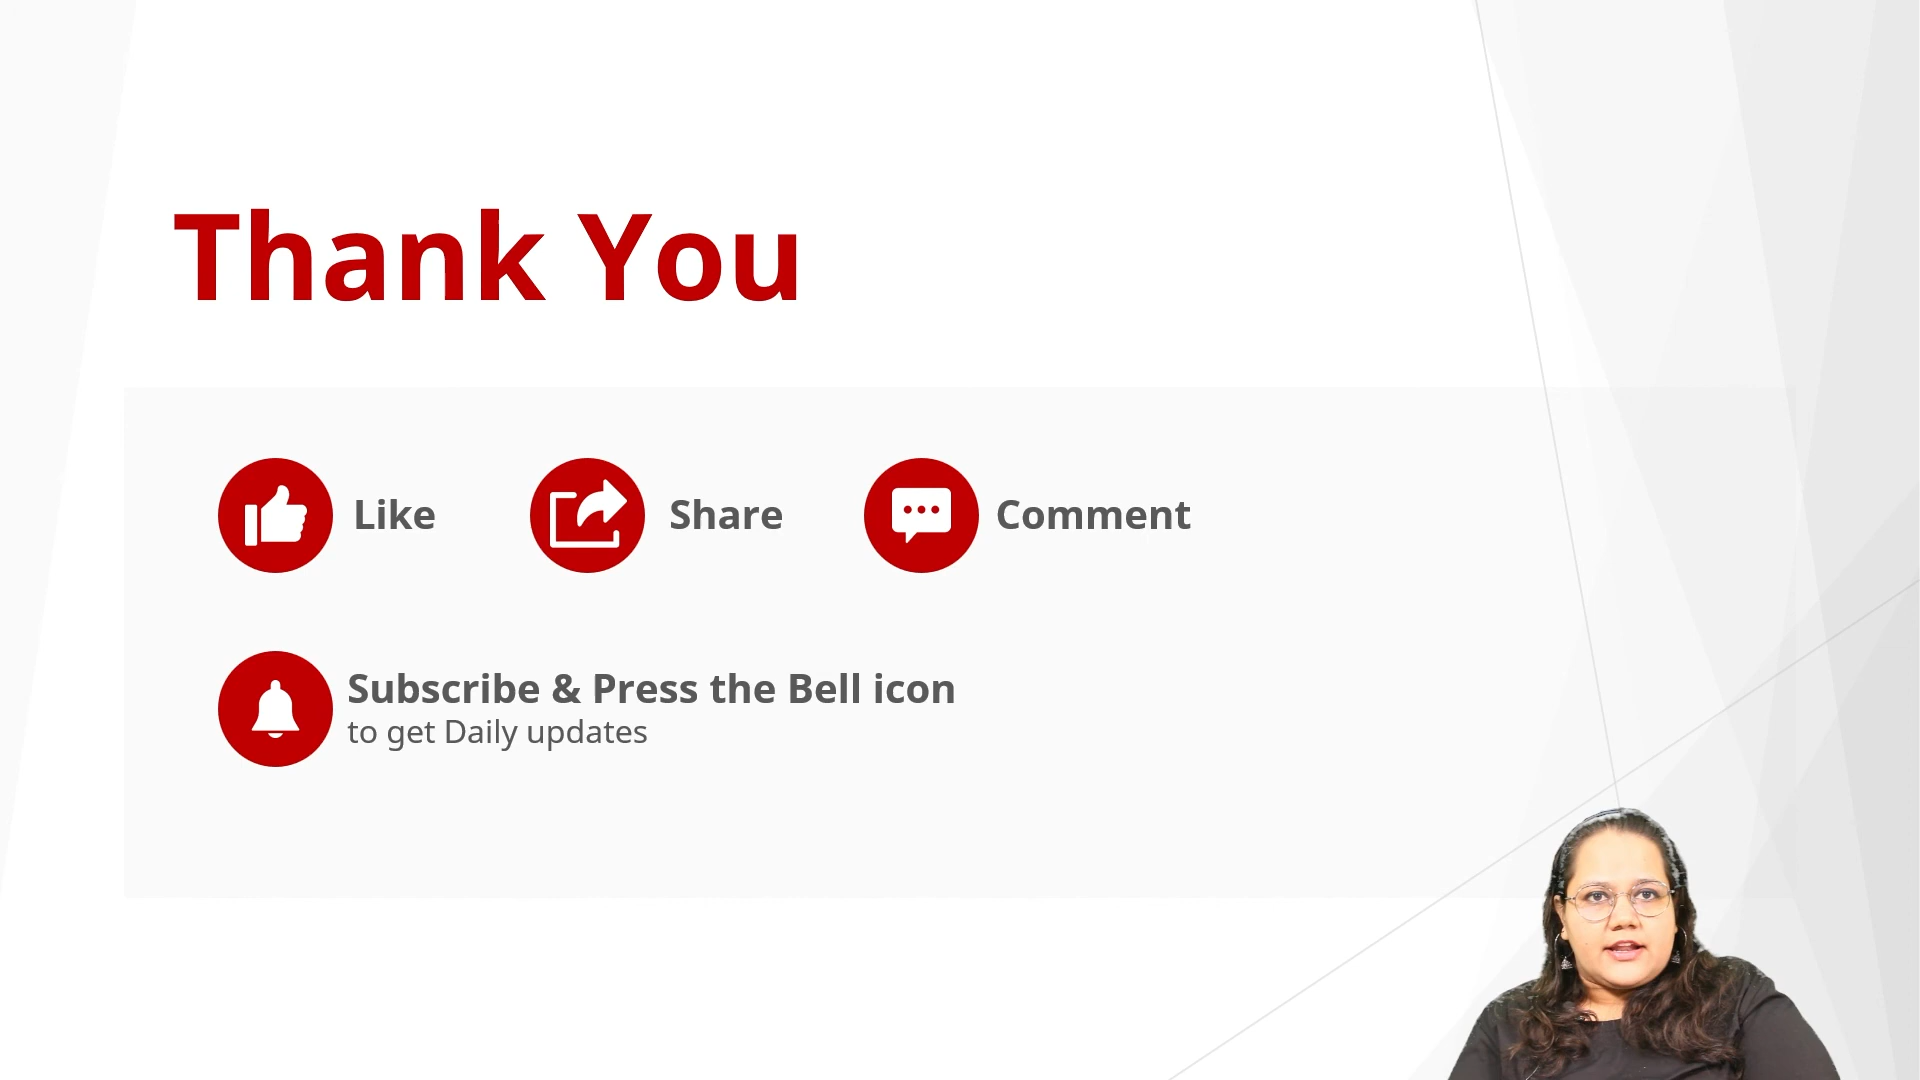 Thank You
Like
Share
Comment
Subscribe & Press the Bell icon
to get Daily updates